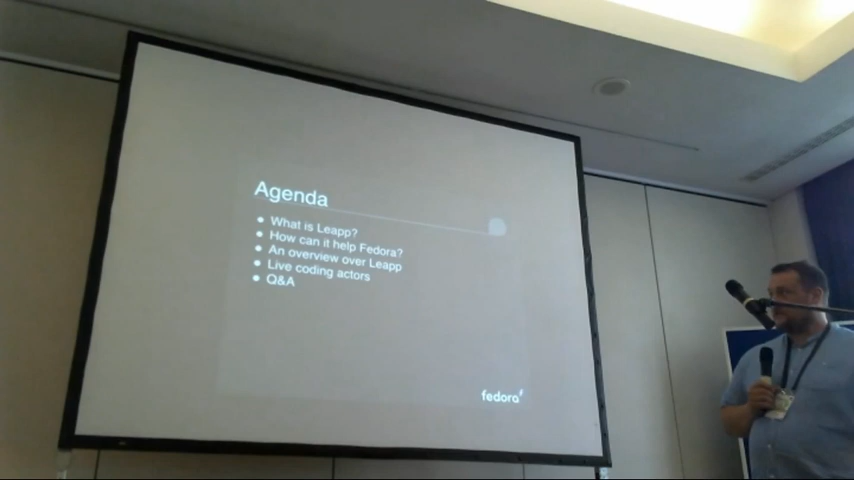 Agenda
● What is Leapp?
● How can it help Fedora?
● An overview over Leapp
● Live coding actors
● Q&A
fedora